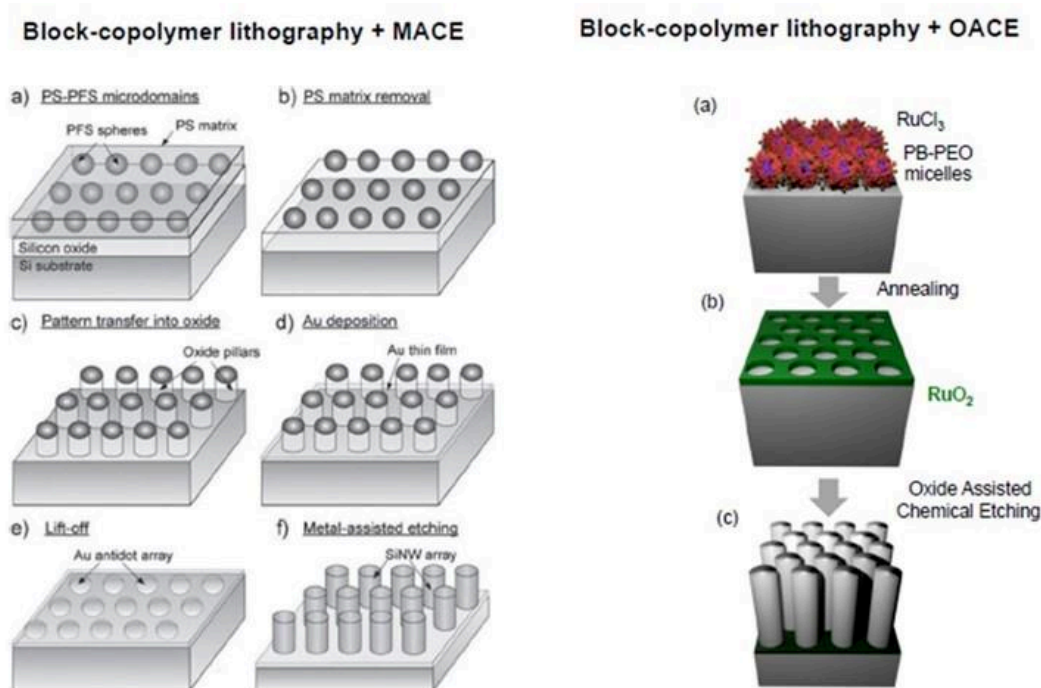 Block-copolymer lithography + MACE
a) PS-PFS microdomains
PFS spheres
PS matrix
Silicon oxide
Si substrate
b) PS matrix removal
c) Pattern transfer into oxide
Oxide pillars
d) Au deposition
Au thin film
e) Lift-off
Au antidot array
f) Metal-assisted etching
SiNW array
Block-copolymer lithography + OACE
(a)
RuCl₃
PB-PEO
micelles
Annealing
(b)
RuO₂
Oxide Assisted
Chemical Etching
(c)